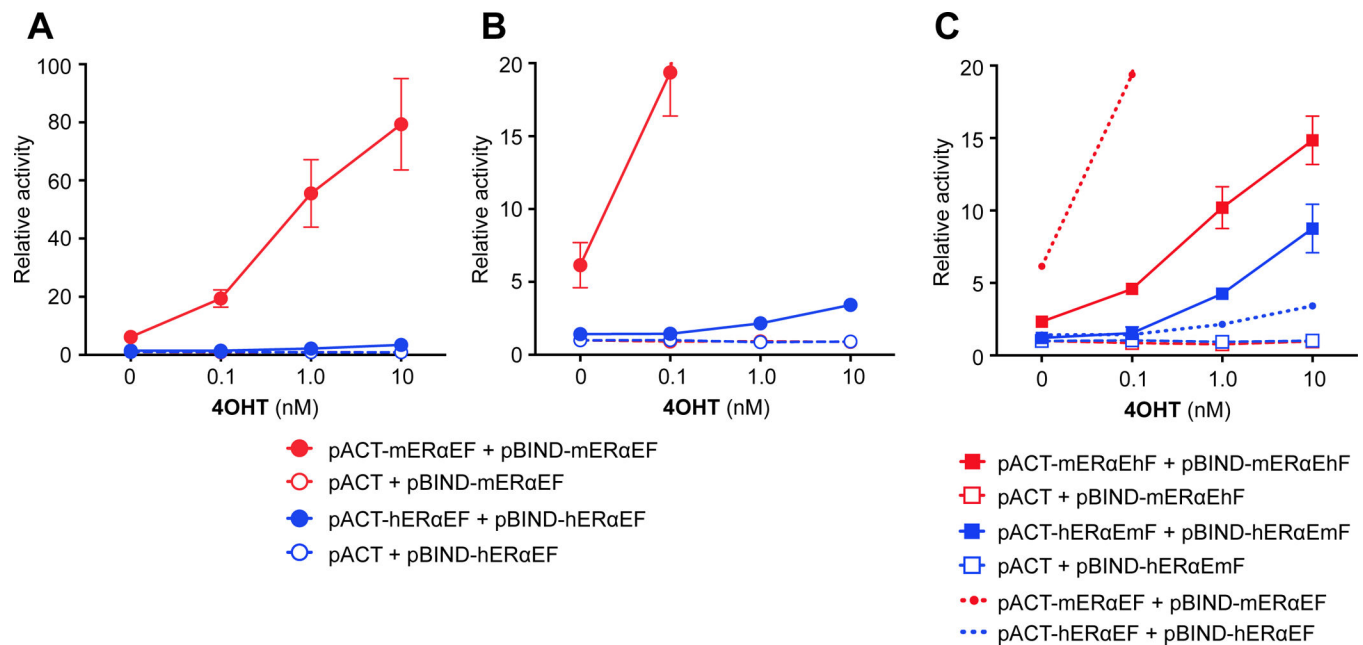 A
Relative activity
100
80
60
40
20
0
0 0.1 1.0 10
4OHT (nM)
B
Relative activity
20
15
10
5
0
0 0.1 1.0 10
4OHT (nM)
C
Relative activity
20
15
10
5
0
0 0.1 1.0 10
4OHT (nM)
pACT-mERαEF + pBIND-mERαEF
pACT + pBIND-mERαEF
pACT-hERαEF + pBIND-hERαEF
pACT + pBIND-hERαEF
pACT-mERαEhF + pBIND-mERαEhF
pACT + pBIND-mERαEhF
pACT-hERαEmF + pBIND-hERαEmF
pACT + pBIND-hERαEmF
pACT-mERαEF + pBIND-mERαEF
pACT-hERαEF + pBIND-hERαEF